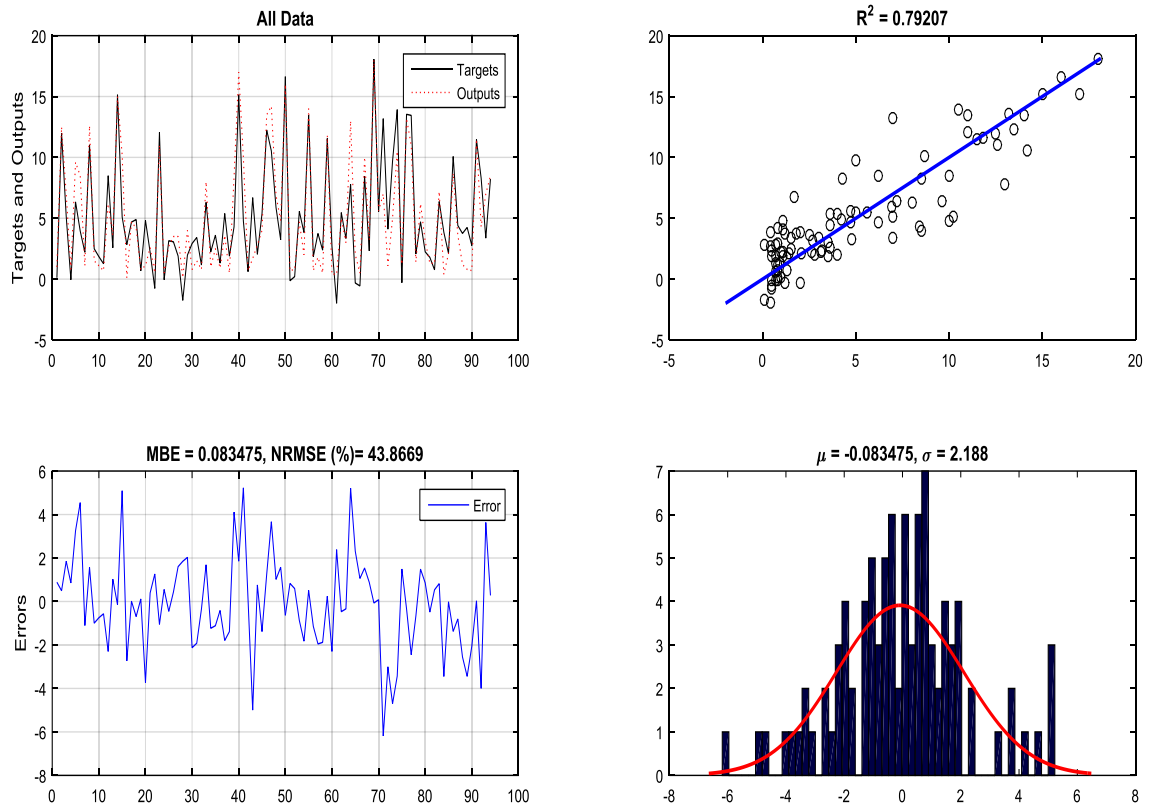 All Data
20
15
10
5
0
-5
Targets and Outputs
Targets
Outputs
0 10 20 30 40 50 60 70 80 90 100
R² = 0.79207
20
15
10
5
0
-5
-5 0 5 10 15 20
MBE = 0.083475, NRMSE (%)= 43.8669
6
4
2
0
-2
-4
-6
-8
Errors
Error
0 10 20 30 40 50 60 70 80 90 100
μ = -0.083475, σ = 2.188
7
6
5
4
3
2
1
0
-8 -6 -4 -2 0 2 4 6 8